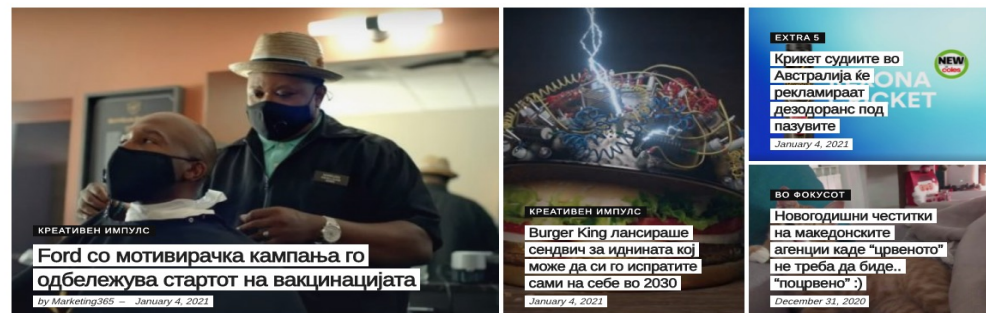 КРЕАТИВЕН ИМПУЛС
Ford со мотивирачка кампања го
одбележува стартот на вакцинацијата
by Marketing365 – January 4, 2021
КРЕАТИВЕН ИМПУЛС
Burger King лансираше
сендвич за иднината кој
може да си го испратите
сами на себе во 2030
January 4, 2021
EXTRA 5
Крикет судиите во
Австралија ќе
рекламираат
дезодоранс под
пазувите
January 4, 2021
NEW
coles
ВО ФОКУСОТ
Новогодишни честитки
на македонските
агенции каде “црвеното”
не треба да биде..
“поцрвено” :)
December 31, 2020